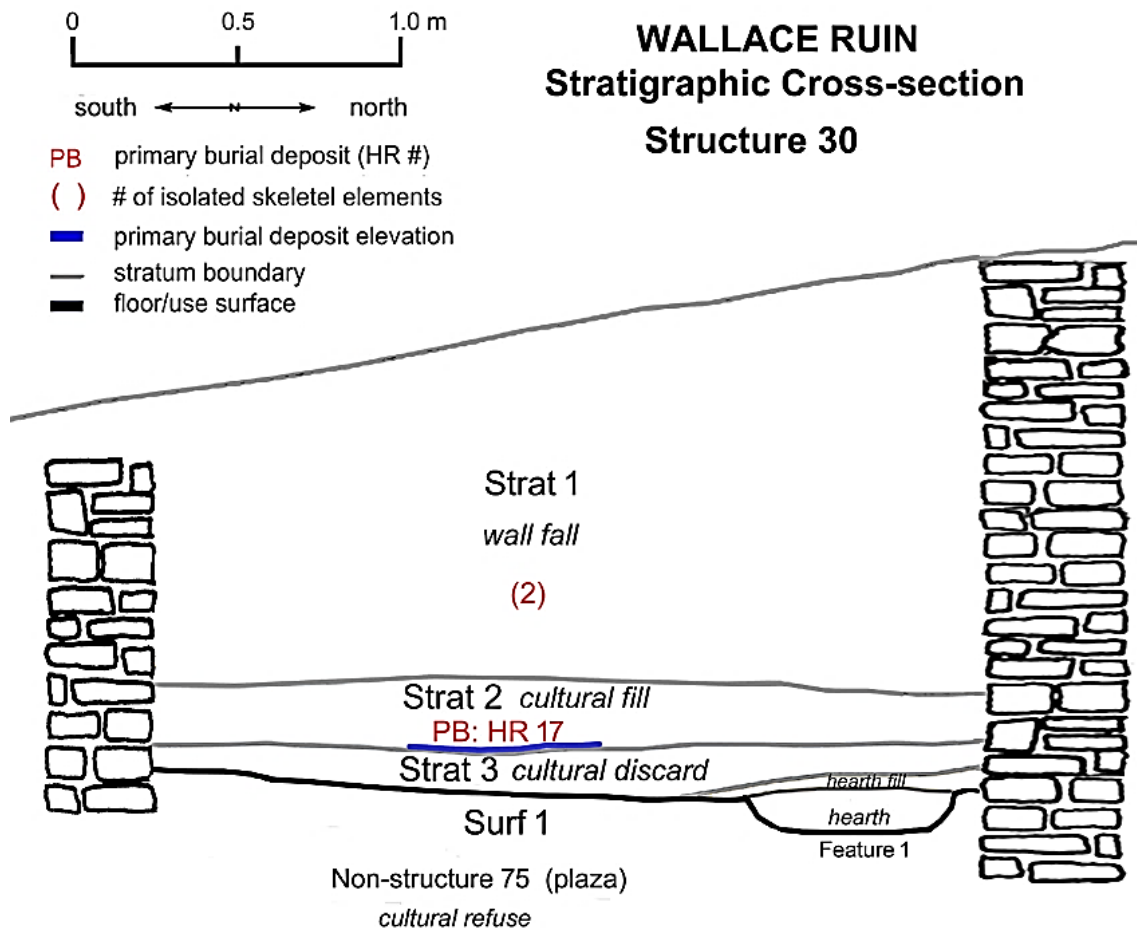 0 0.5 1.0 m
south N north
PB primary burial deposit (HR #)
( ) # of isolated skeletel elements
primary burial deposit elevation
stratum boundary
floor/use surface
WALLACE RUIN
Stratigraphic Cross-section
Structure 30
Strat 1
wall fall
(2)
Strat 2 cultural fill
PB: HR 17
Strat 3 cultural discard
hearth fill
hearth
Surf 1
Feature 1
Non-structure 75 (plaza)
cultural refuse